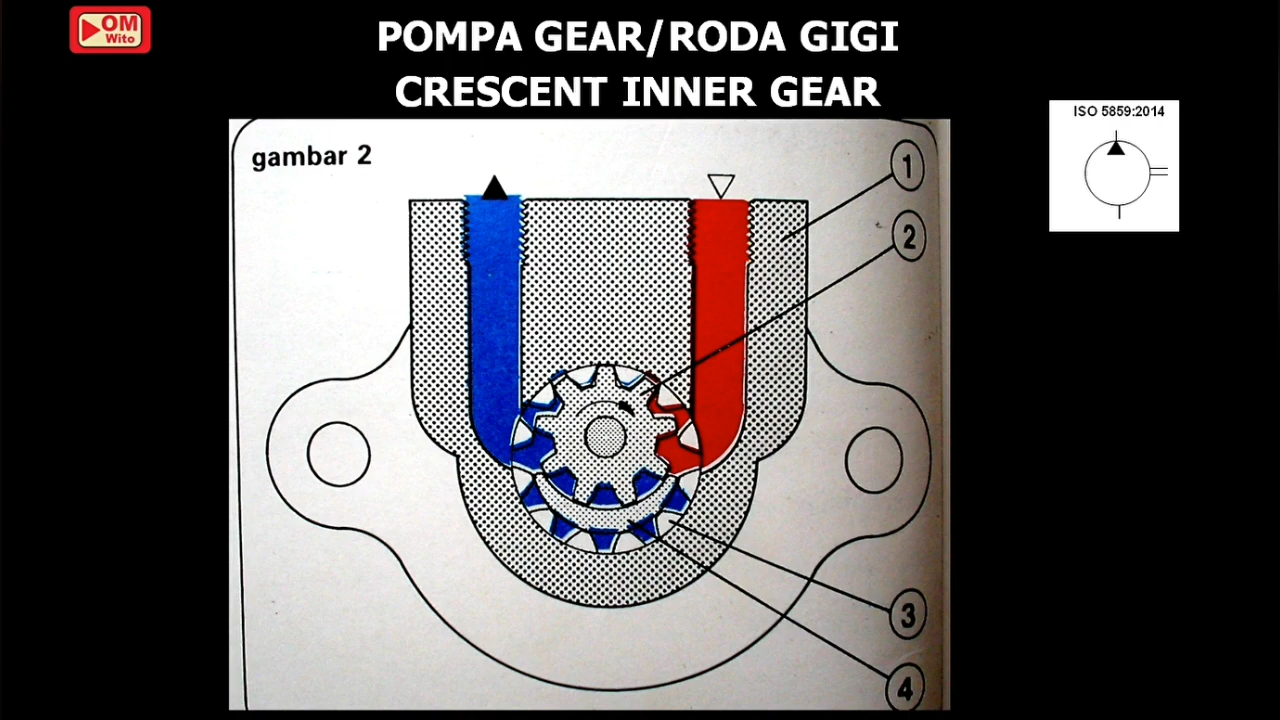 OM
Wito
POMPA GEAR/RODA GIGI
CRESCENT INNER GEAR
ISO 5859:2014
gambar 2
1
2
3
4